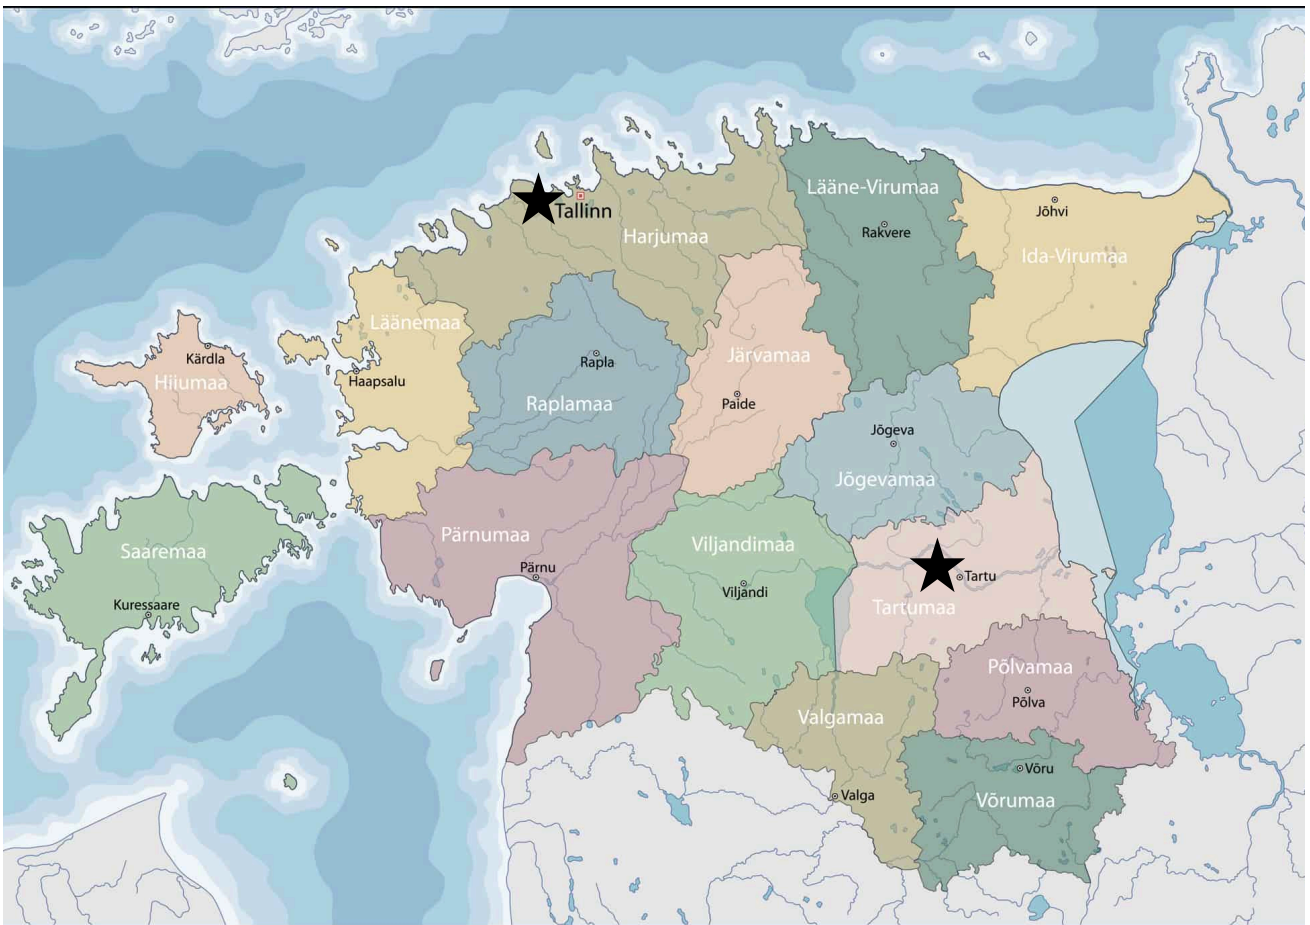 Lääne-Virumaa
Jõhvi
Tallinn
Rakvere
Harjumaa
Ida-Virumaa
Läänemaa
Kärdla
Järvamaa
Rapla
Hiiumaa
Haapsalu
Raplamaa
Paide
Jõgeva
Jõgevamaa
Pärnumaa
Viljandimaa
Saaremaa
Pärnu
Tartu
Viljandi
Kuressaare
Tartumaa
Põlvamaa
Põlva
Valgamaa
Võru
Valga
Võrumaa